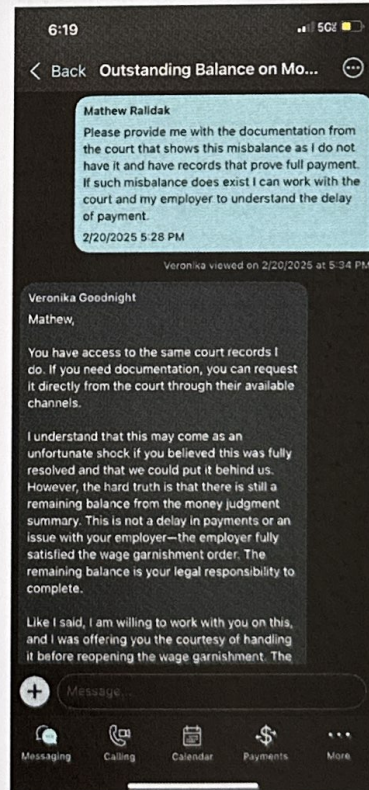 6:19
5G
Back Outstanding Balance on Mo...
Mathew Ralidak
Please provide me with the documentation from
the court that shows this misbalance as I do not
have it and have records that prove full payment.
If such misbalance does exist I can work with the
court and my employer to understand the delay
of payment.
2/20/2025 5:28 PM
Veronika viewed on 2/20/2025 at 5:34 PM
Veronika Goodnight
Mathew,
You have access to the same court records I
do. If you need documentation, you can request
it directly from the court through their available
channels.
I understand that this may come as an
unfortunate shock if you believed this was fully
resolved and that we could put it behind us.
However, the hard truth is that there is still a
remaining balance from the money judgment
summary. This is not a delay in payments or an
issue with your employer—the employer fully
satisfied the wage garnishment order. The
remaining balance is your legal responsibility to
complete.
Like I said, I am willing to work with you on this,
and I was offering you the courtesy of handling
it before reopening the wage garnishment. The
Message...
Messaging Calling Calendar Payments More